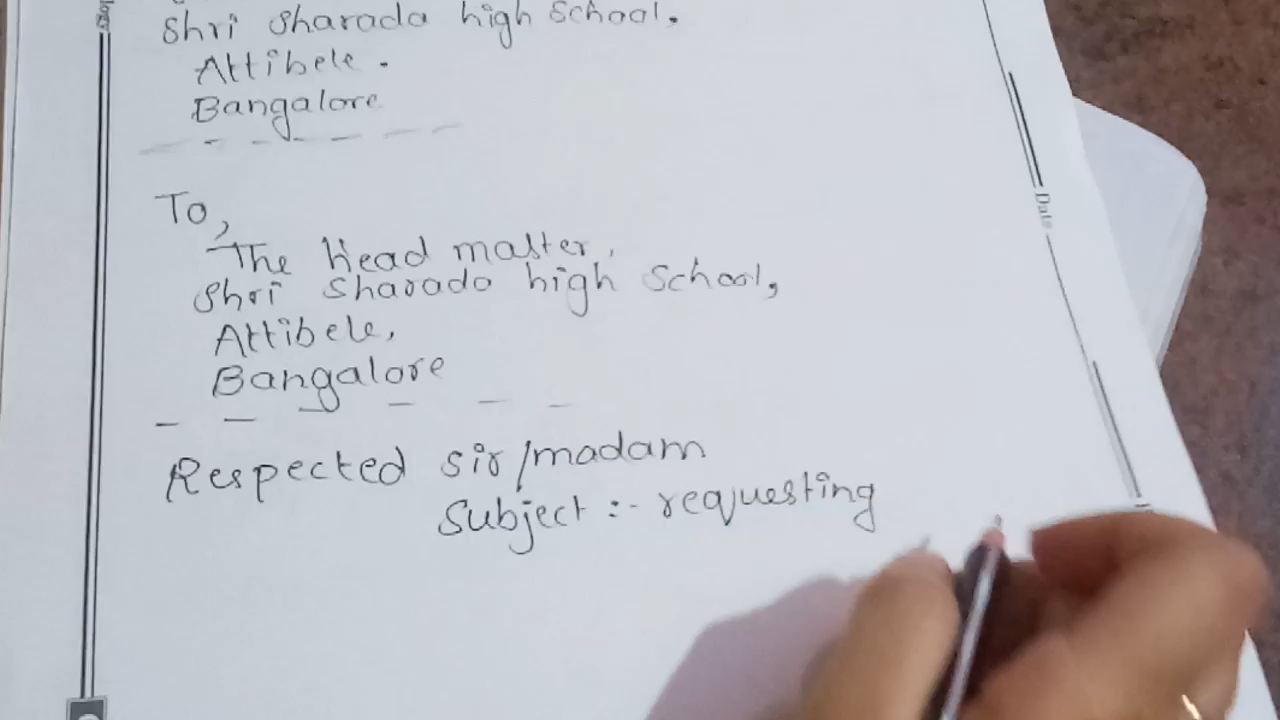 Shri Sharada high School.
Attibele.
Bangalore
To,
The Head master,
Shri Sharada high School,
Attibele,
Bangalore
Respected sir/madam
Subject :- requesting
Date